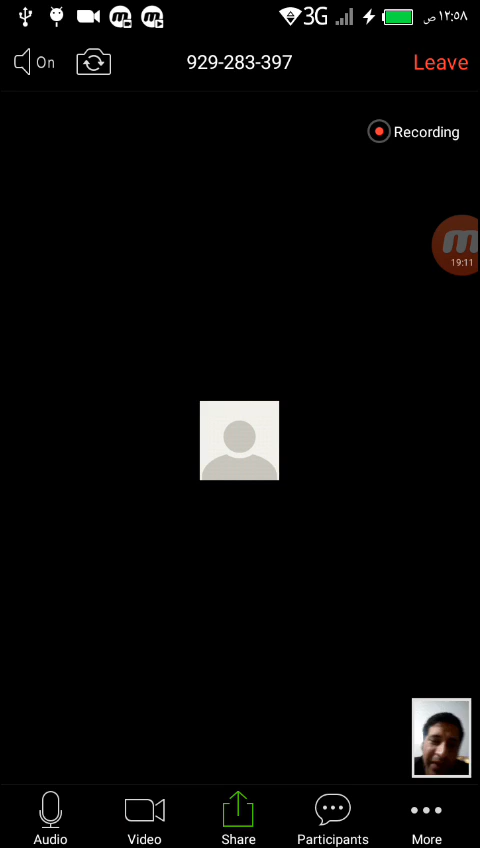 3G ١٢:٥٨ ص
On 929-283-397 Leave
Recording
19:11
Audio Video Share Participants More